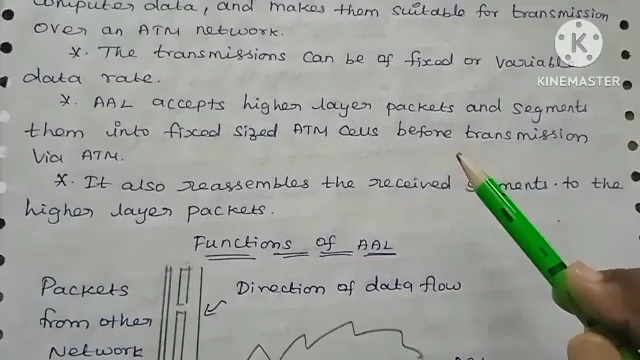 computer data, and makes them suitable for transmission
over an ATM network.
*. The transmissions can be of fixed or variable
data rate.
*. AAL accepts higher layer packets and segments
them into fixed sized ATM cells before transmission
via ATM.
*. It also reassembles the received segments to the
higher layer packets.
Functions of AAL
Packets
from other
Network
Direction of data flow
KINEMASTER